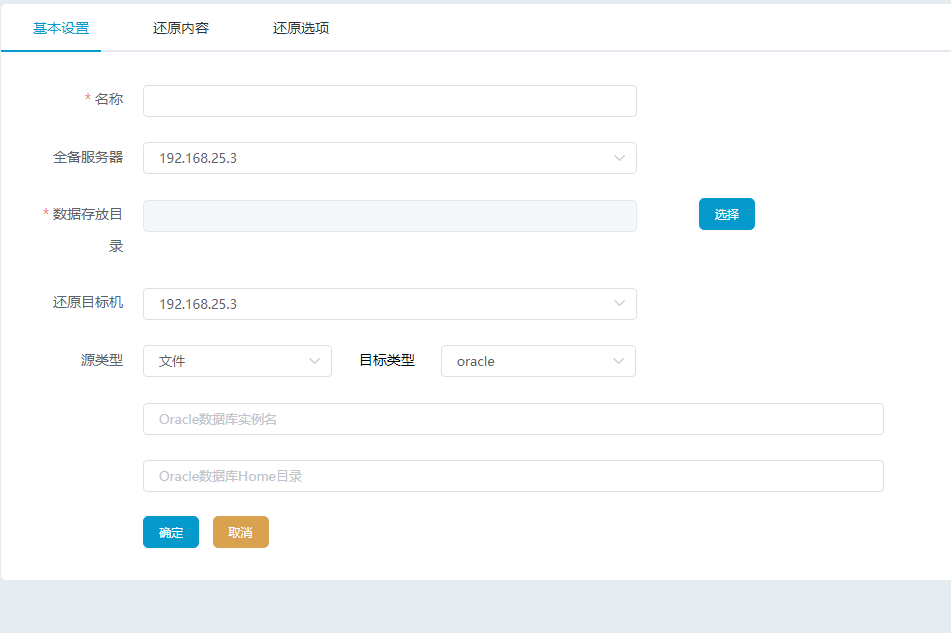 基本设置 还原内容 还原选项
* 名称
全备服务器 192.168.25.3
* 数据存放目
录
选择
还原目标机 192.168.25.3
源类型 文件 目标类型 oracle
Oracle数据库实例名
Oracle数据库Home目录
确定 取消